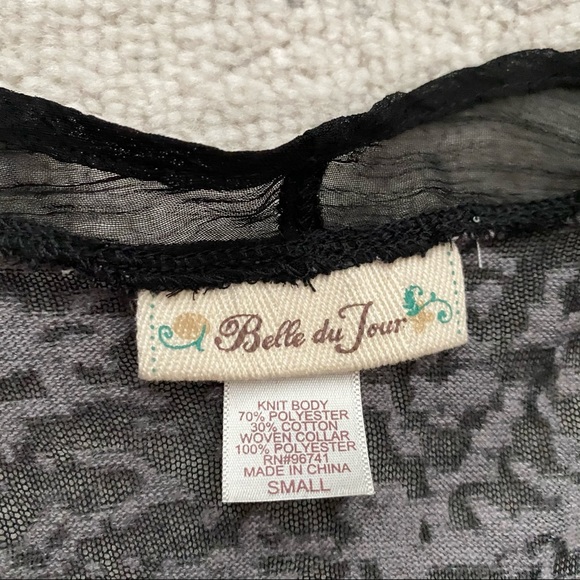 Belle du Jour
KNIT BODY
70% POLYESTER
30% COTTON
WOVEN COLLAR
100% POLYESTER
RN#96741
MADE IN CHINA
SMALL